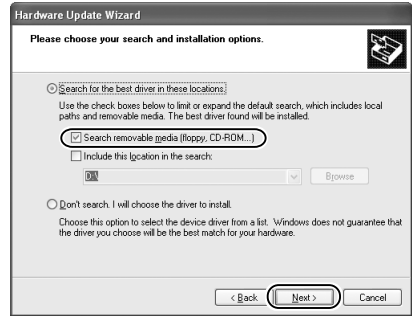 Hardware Update Wizard
Please choose your search and installation options.
Search for the best driver in these locations.
Use the check boxes below to limit or expand the default search, which includes local
paths and removable media. The best driver found will be installed.
Search removable media (floppy, CD-ROM...)
Include this location in the search:
D:\
Browse
Don't search. I will choose the driver to install.
Choose this option to select the device driver from a list. Windows does not guarantee that
the driver you choose will be the best match for your hardware.
< Back Next > Cancel